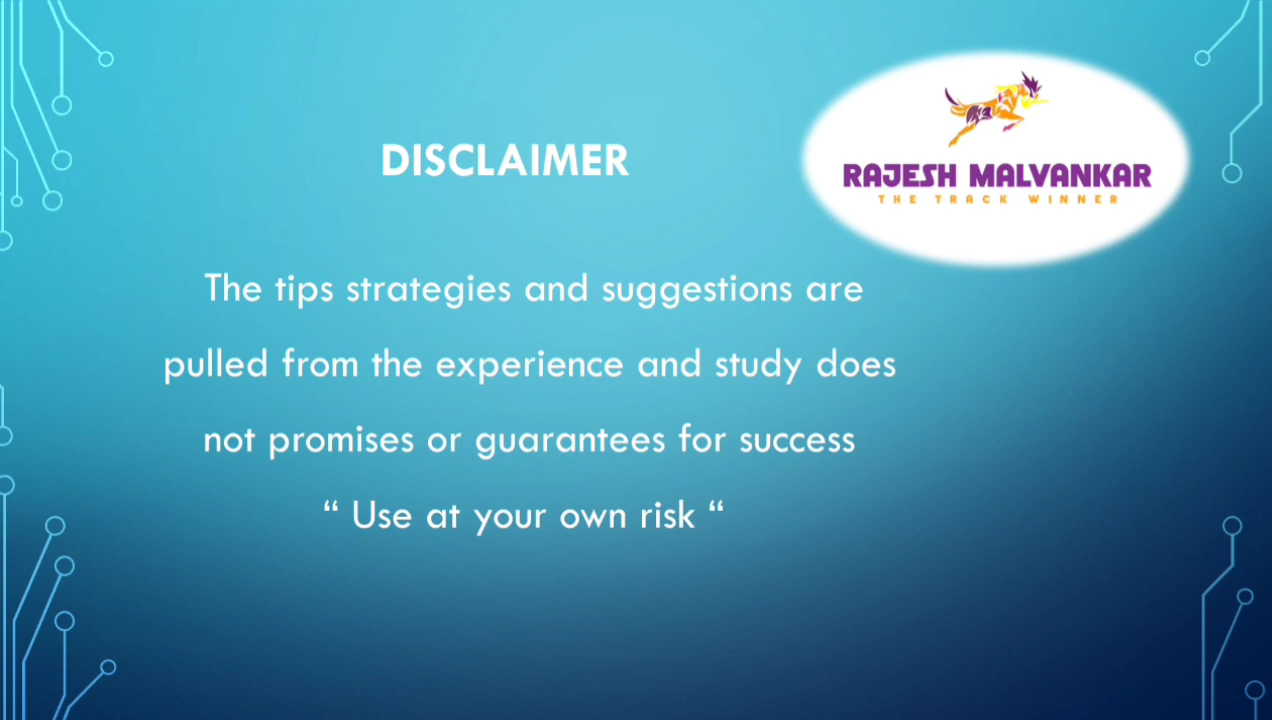 DISCLAIMER
RAJESH MALVANKAR
THE TRACK WINNER
The tips strategies and suggestions are
pulled from the experience and study does
not promises or guarantees for success
“ Use at your own risk “